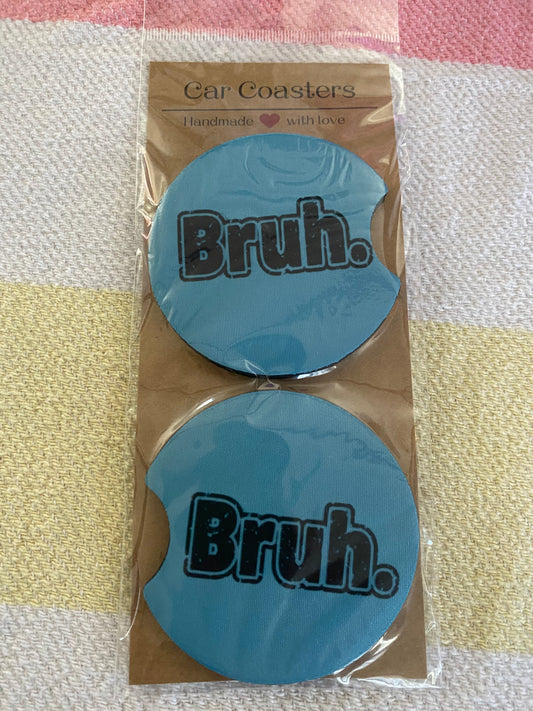 Car Coasters
Handmade ❤ with love
Bruh.
Bruh.